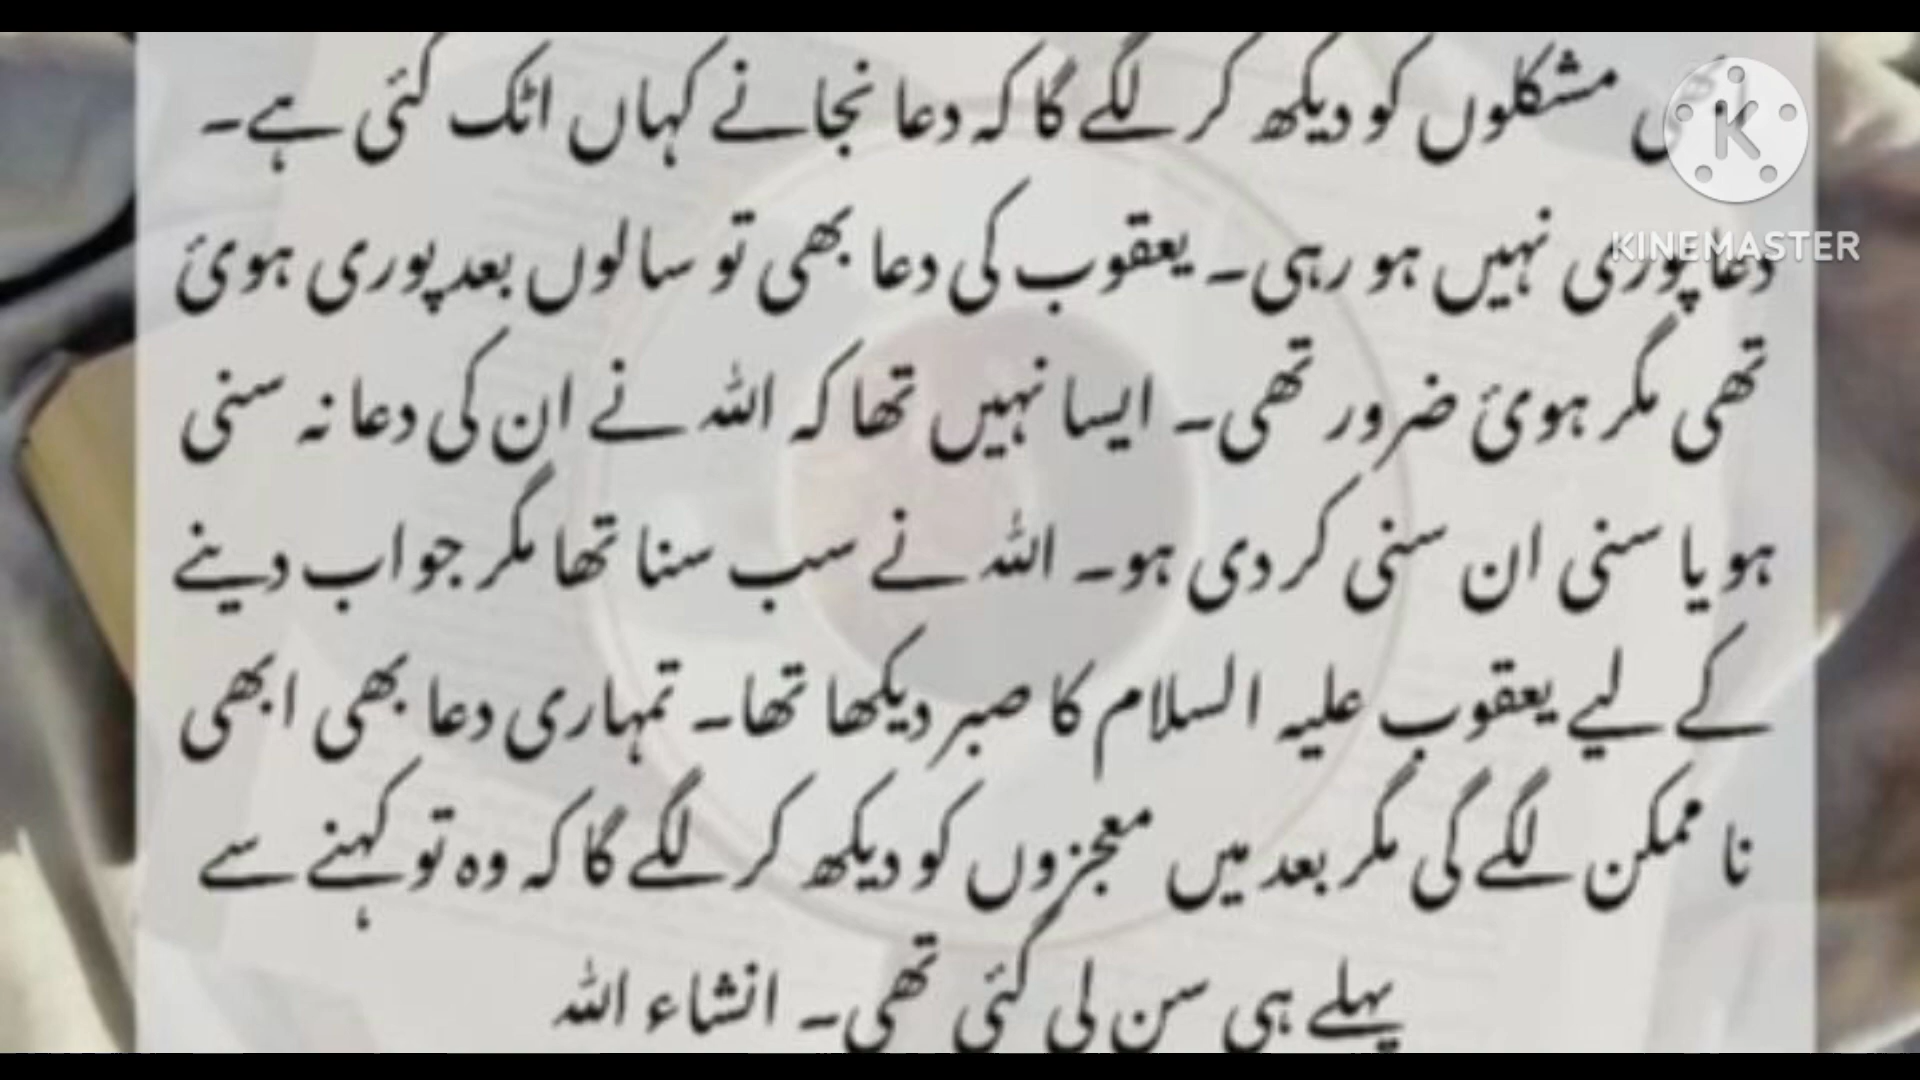 مشکلوں کو دیکھ کر لگے گا کہ دعا نجانے کہاں اٹک گئی ہے۔
دعا پوری نہیں ہو رہی۔ یعقوب کی دعا بھی تو سالوں بعد پوری ہوئ
تھی مگر ہوئ ضرور تھی۔ ایسا نہیں تھا کہ اللہ نے ان کی دعا نہ سنی
ہو یا سنی ان سنی کر دی ہو۔ اللہ نے سب سنا تھا مگر جواب دینے
کے لیے یعقوب علیہ السلام کا صبر دیکھا تھا۔ تمہاری دعا بھی ابھی
نا ممکن لگے گی مگر بعد میں معجزوں کو دیکھ کر لگے گا کہ وہ تو کہنے سے
پہلے ہی سن لی گئی تھی۔ انشاء اللہ
K
KINEMASTER